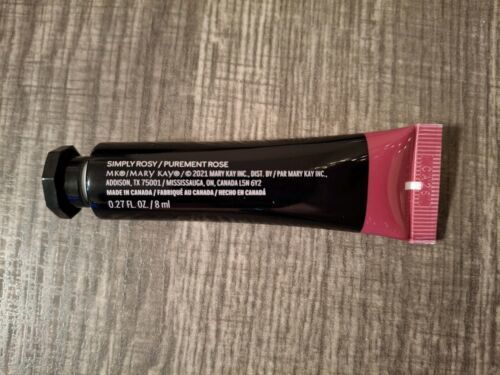 SIMPLY ROSY / PUREMENT ROSE
MK® / MARY KAY® / © 2021 MARY KAY INC., DIST. BY / PAR MARY KAY INC.,
ADDISON, TX 75001 / MISSISSAUGA, ON, CANADA L5N 6Y2
MADE IN CANADA / FABRIQUÉ AU CANADA / HECHO EN CANADÁ
0.27 FL. OZ. / 8 ml